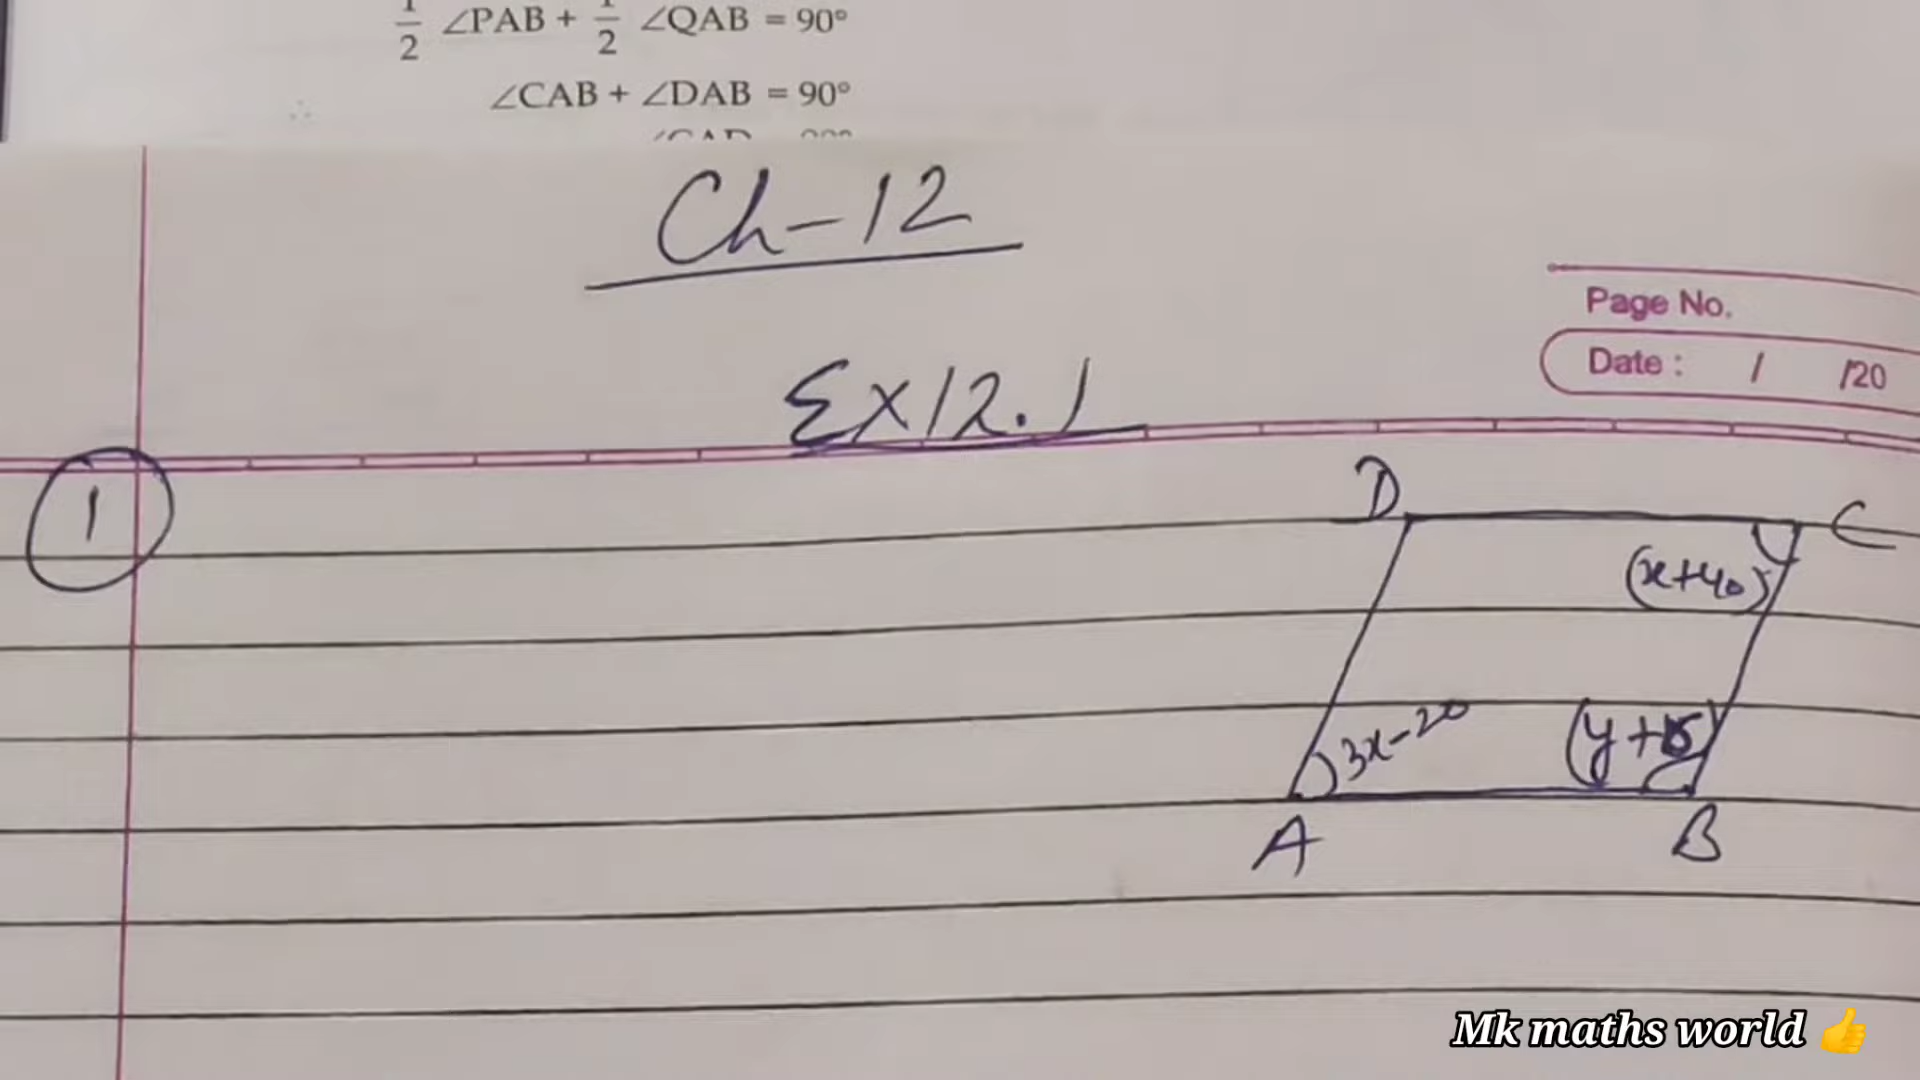 1/2 ∠PAB + 1/2 ∠QAB = 90°
∠CAB + ∠DAB = 90°
Ch-12
Page No.
Date : / /20
Ex 12.1
1
D C
(x+40)
3x-20 (y+15)
A B
Mk maths world 👍